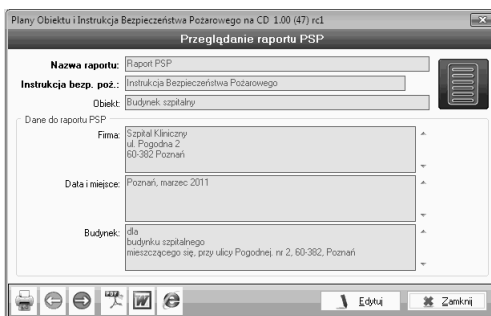 Plany Obiektu i Instrukcja Bezpieczeństwa Pożarowego na CD 1.00 (47) rc1
Przeglądanie raportu PSP
Nazwa raportu: Raport PSP
Instrukcja bezp. poż.: Instrukcja Bezpieczeństwa Pożarowego
Obiekt: Budynek szpitalny
Dane do raportu PSP
Firma: Szpital Kliniczny
ul. Pogodna 2
60-382 Poznań
Data i miejsce: Poznań, marzec 2011
Budynek: dla
budynku szpitalnego
mieszczącego się, przy ulicy Pogodnej. nr 2, 60-382, Poznań
PDF W Edytuj Zamknij